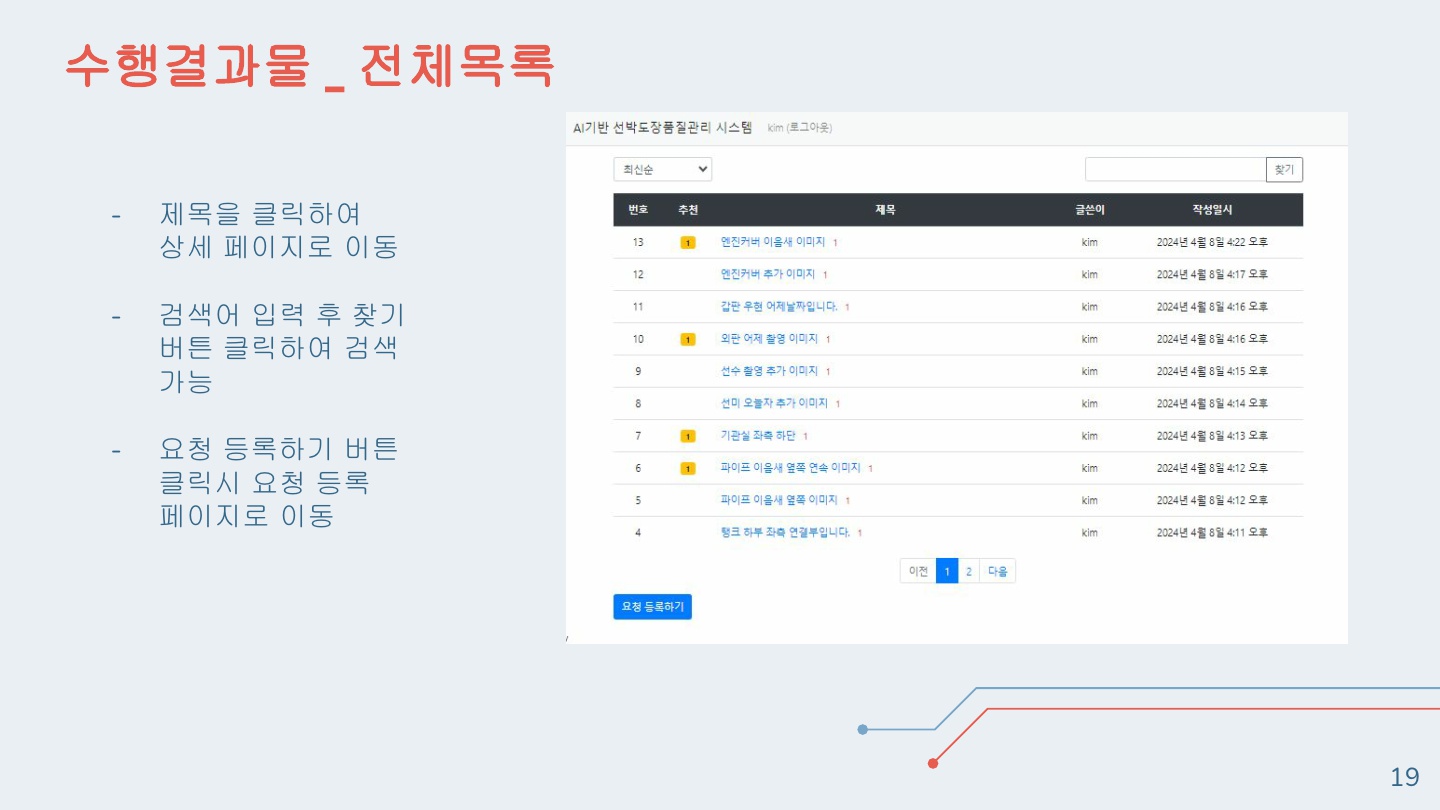 수행결과물 _ 전체목록
- 제목을 클릭하여
상세 페이지로 이동
- 검색어 입력 후 찾기
버튼 클릭하여 검색
가능
- 요청 등록하기 버튼
클릭시 요청 등록
페이지로 이동
AI기반 선박도장품질관리 시스템 kim (로그아웃)
최신순 찾기
번호 추천 제목 글쓴이 작성일시
13 1 엔진커버 이음새 이미지 1 kim 2024년 4월 8일 4:22 오후
12 엔진커버 추가 이미지 1 kim 2024년 4월 8일 4:17 오후
11 갑판 우현 어제날짜입니다. 1 kim 2024년 4월 8일 4:16 오후
10 1 외판 어제 촬영 이미지 1 kim 2024년 4월 8일 4:16 오후
9 선수 촬영 추가 이미지 1 kim 2024년 4월 8일 4:15 오후
8 선미 오늘자 추가 이미지 1 kim 2024년 4월 8일 4:14 오후
7 1 기관실 좌측 하단 1 kim 2024년 4월 8일 4:13 오후
6 1 파이프 이음새 옆쪽 연속 이미지 1 kim 2024년 4월 8일 4:12 오후
5 파이프 이음새 옆쪽 이미지 1 kim 2024년 4월 8일 4:12 오후
4 탱크 하부 좌측 연결부입니다. 1 kim 2024년 4월 8일 4:11 오후
이전 1 2 다음
요청 등록하기
/
19